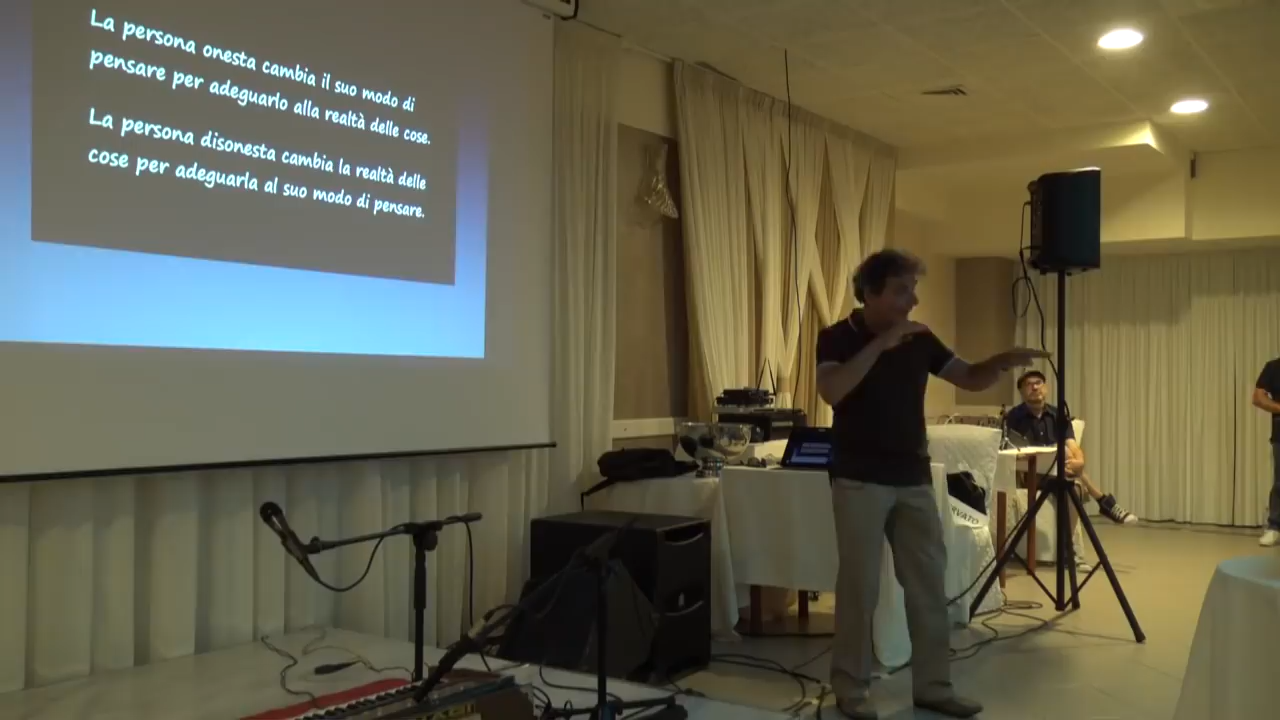 La persona onesta cambia il suo modo di
pensare per adeguarlo alla realtà delle cose.
La persona disonesta cambia la realtà delle
cose per adeguarla al suo modo di pensare.
RVATO